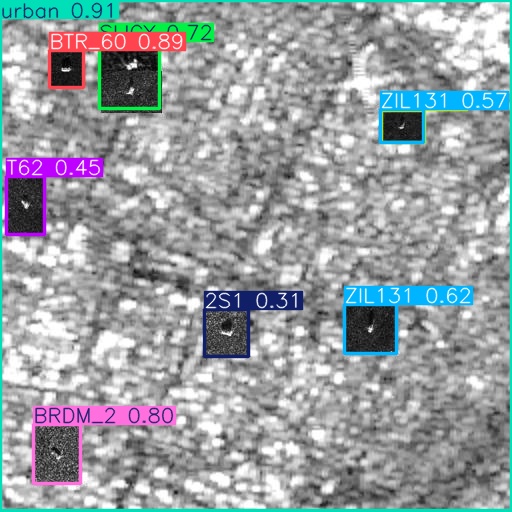 urban 0.91
SLICY 0.72
BTR_60 0.89
ZIL131 0.57
T62 0.45
2S1 0.31
ZIL131 0.62
BRDM_2 0.80